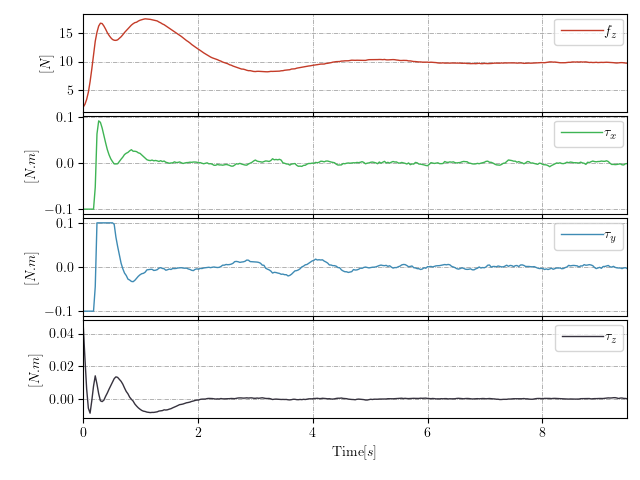 15
10
5
[N]
f_z
0.1
0.0
−0.1
[N.m]
τ_x
0.1
0.0
−0.1
[N.m]
τ_y
0.04
0.02
0.00
[N.m]
τ_z
0 2 4 6 8
Time[s]